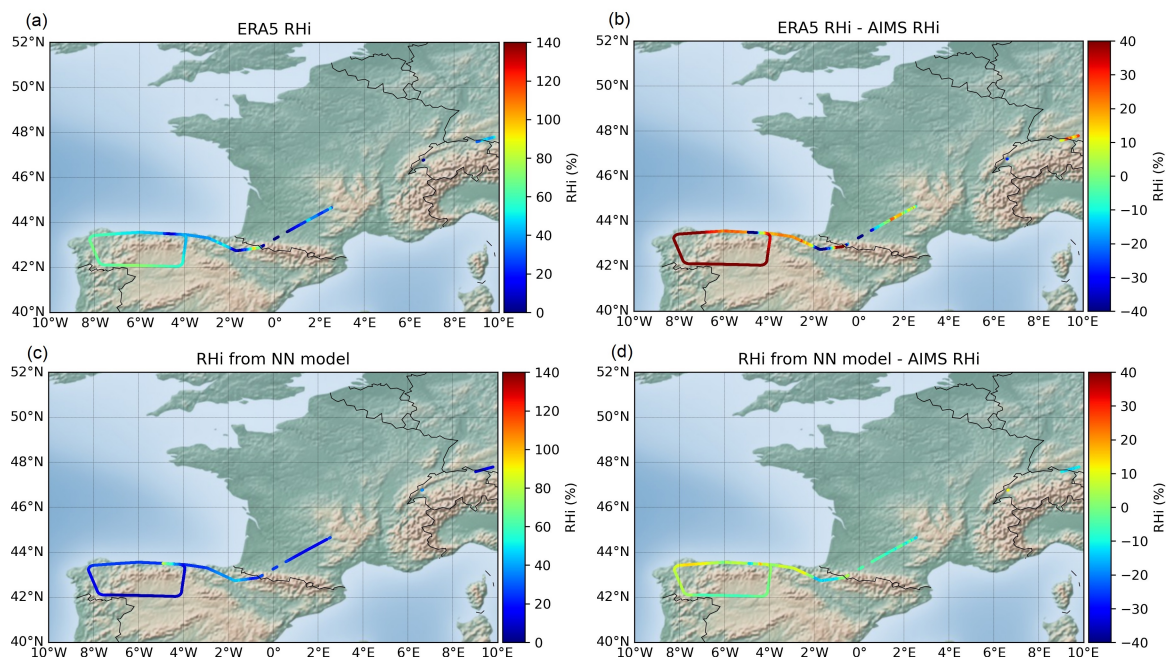 (a)
ERA5 RHi
52°N
50°N
48°N
46°N
44°N
42°N
40°N
10°W 8°W 6°W 4°W 2°W 0° 2°E 4°E 6°E 8°E 10°E
140
120
100
80
60
40
20
0
RHi (%)
(b)
ERA5 RHi - AIMS RHi
52°N
50°N
48°N
46°N
44°N
42°N
40°N
10°W 8°W 6°W 4°W 2°W 0° 2°E 4°E 6°E 8°E 10°E
40
30
20
10
0
−10
−20
−30
−40
RHi (%)
(c)
RHi from NN model
52°N
50°N
48°N
46°N
44°N
42°N
40°N
10°W 8°W 6°W 4°W 2°W 0° 2°E 4°E 6°E 8°E 10°E
140
120
100
80
60
40
20
0
RHi (%)
(d)
RHi from NN model - AIMS RHi
52°N
50°N
48°N
46°N
44°N
42°N
40°N
10°W 8°W 6°W 4°W 2°W 0° 2°E 4°E 6°E 8°E 10°E
40
30
20
10
0
−10
−20
−30
−40
RHi (%)